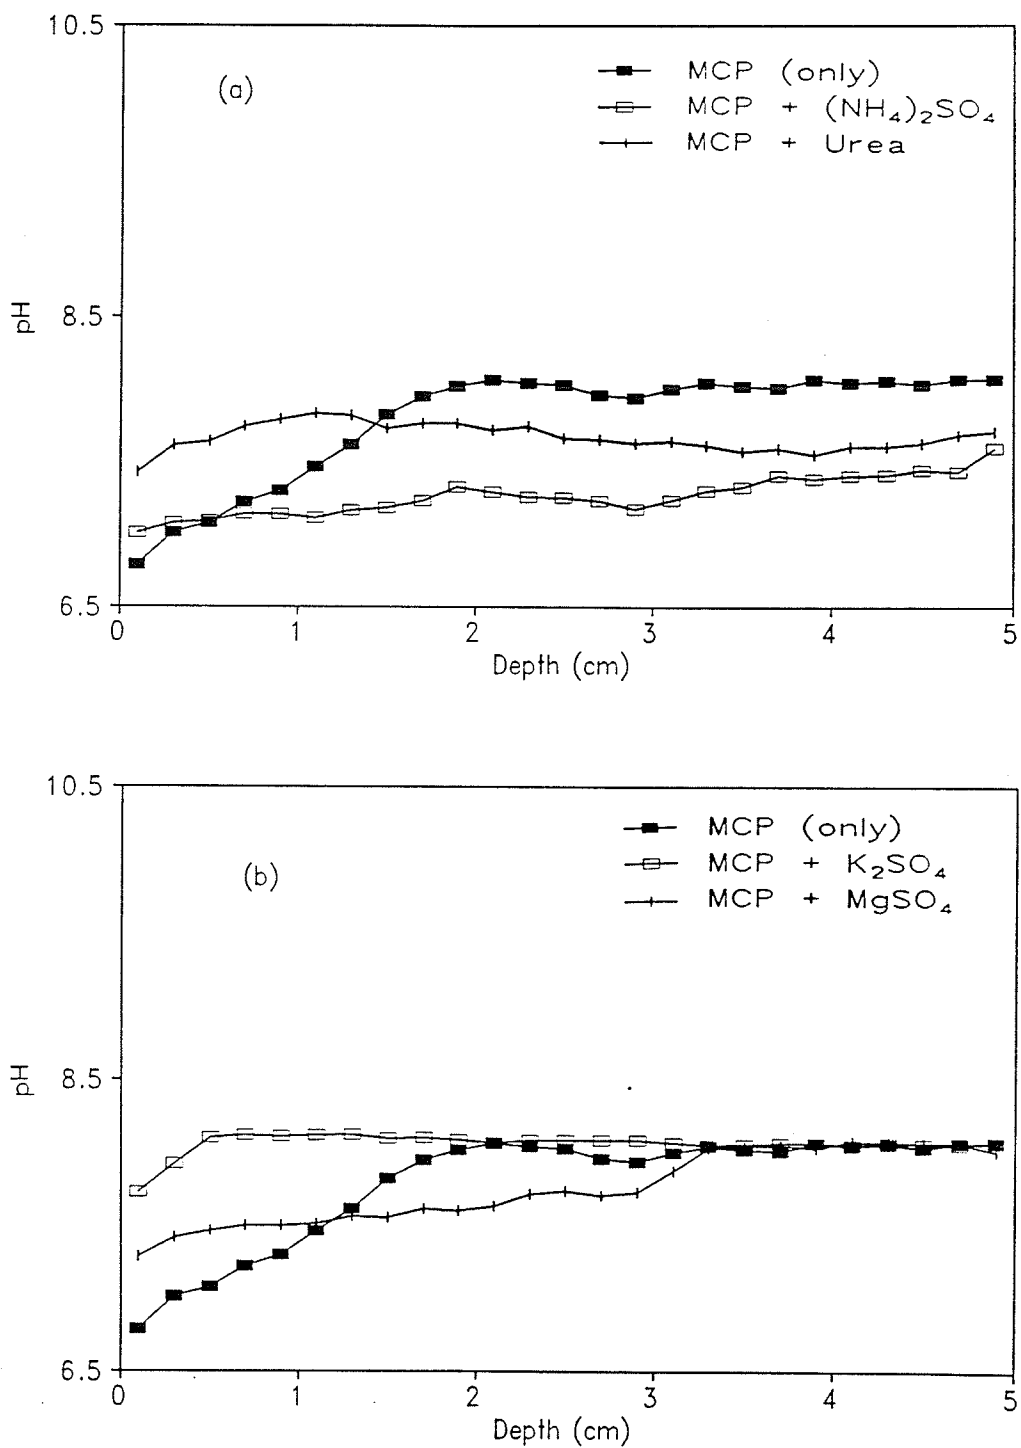 10.5
(a)
MCP (only)
MCP + (NH₄)₂SO₄
MCP + Urea
8.5
pH
6.5
0 1 2 3 4 5
Depth (cm)
10.5
(b)
MCP (only)
MCP + K₂SO₄
MCP + MgSO₄
8.5
pH
6.5
0 1 2 3 4 5
Depth (cm)